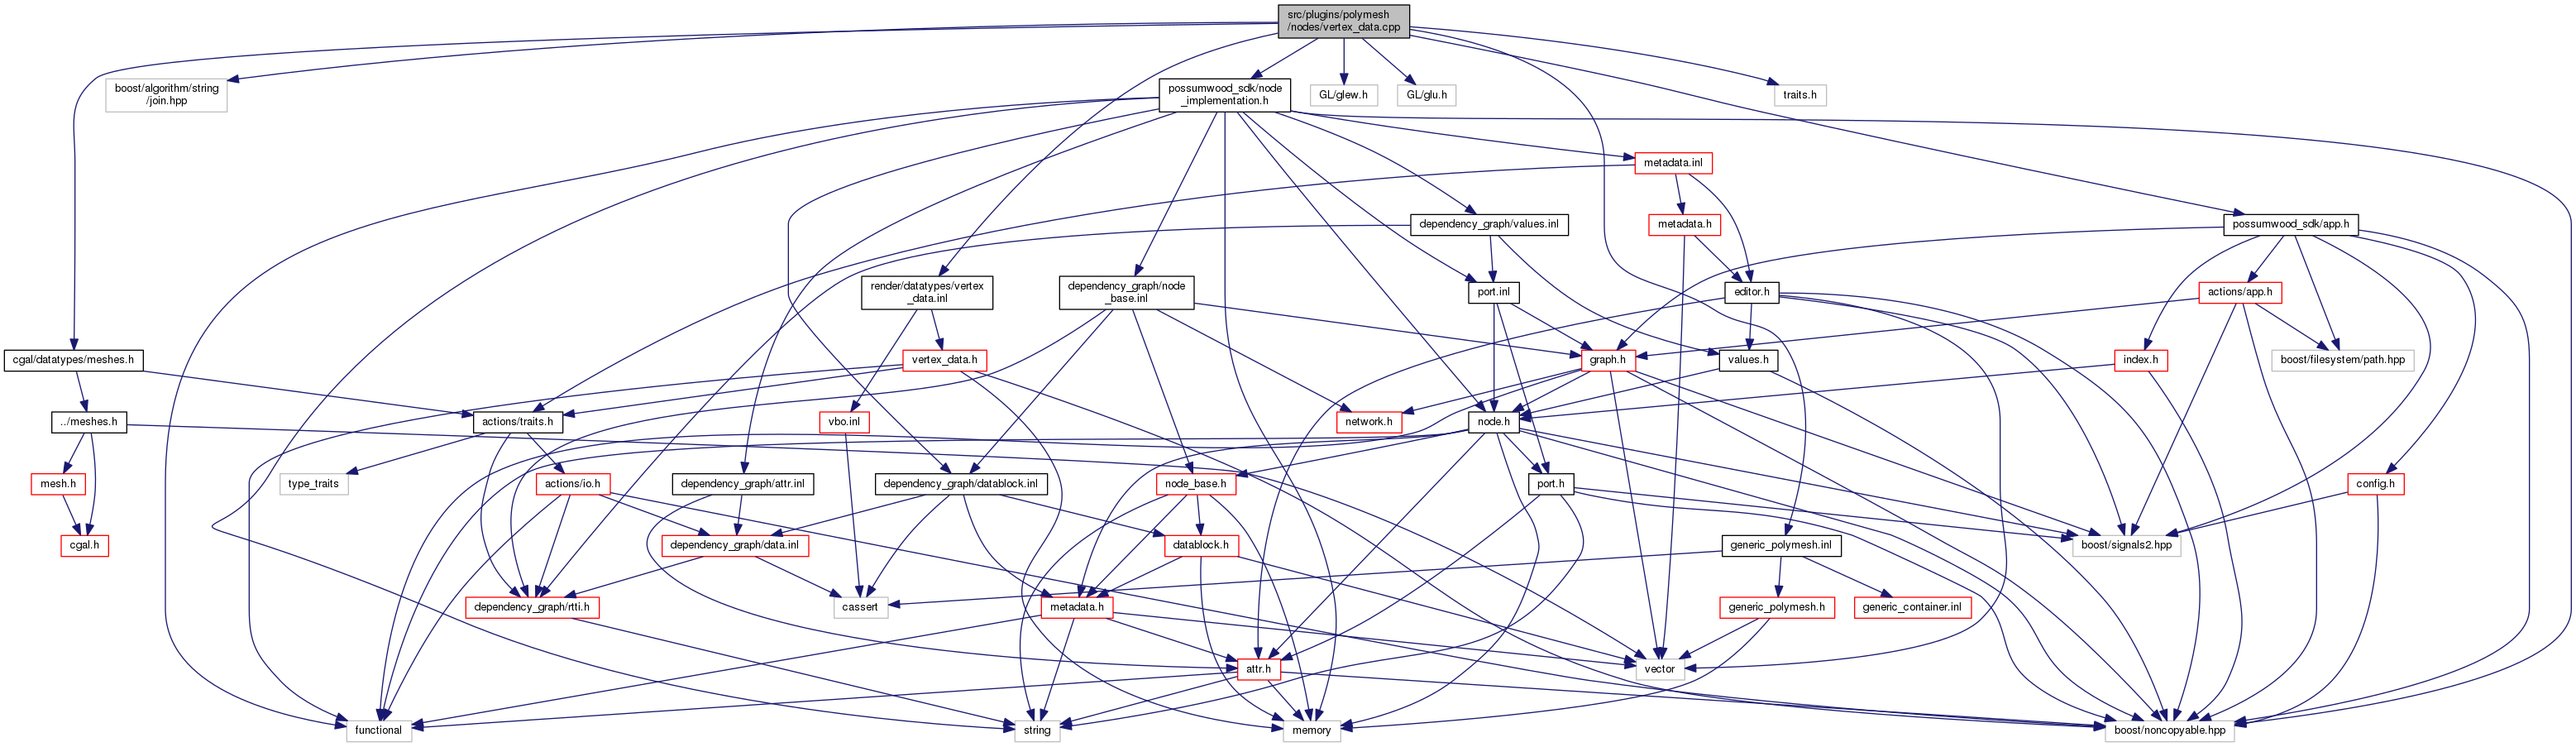 src/plugins/polymesh
/nodes/vertex_data.cpp
boost/algorithm/string
/join.hpp
possumwood_sdk/node
_implementation.h
GL/glew.h
GL/glu.h
traits.h
metadata.inl
dependency_graph/values.inl
metadata.h
possumwood_sdk/app.h
render/datatypes/vertex
_data.inl
dependency_graph/node
_base.inl
port.inl
editor.h
actions/app.h
cgal/datatypes/meshes.h
vertex_data.h
graph.h
values.h
index.h
boost/filesystem/path.hpp
../meshes.h
actions/traits.h
vbo.inl
network.h
node.h
mesh.h
type_traits
actions/io.h
dependency_graph/attr.inl
dependency_graph/datablock.inl
node_base.h
port.h
config.h
cgal.h
dependency_graph/data.inl
datablock.h
generic_polymesh.inl
boost/signals2.hpp
dependency_graph/rtti.h
cassert
metadata.h
generic_polymesh.h
generic_container.inl
attr.h
vector
functional
string
memory
boost/noncopyable.hpp